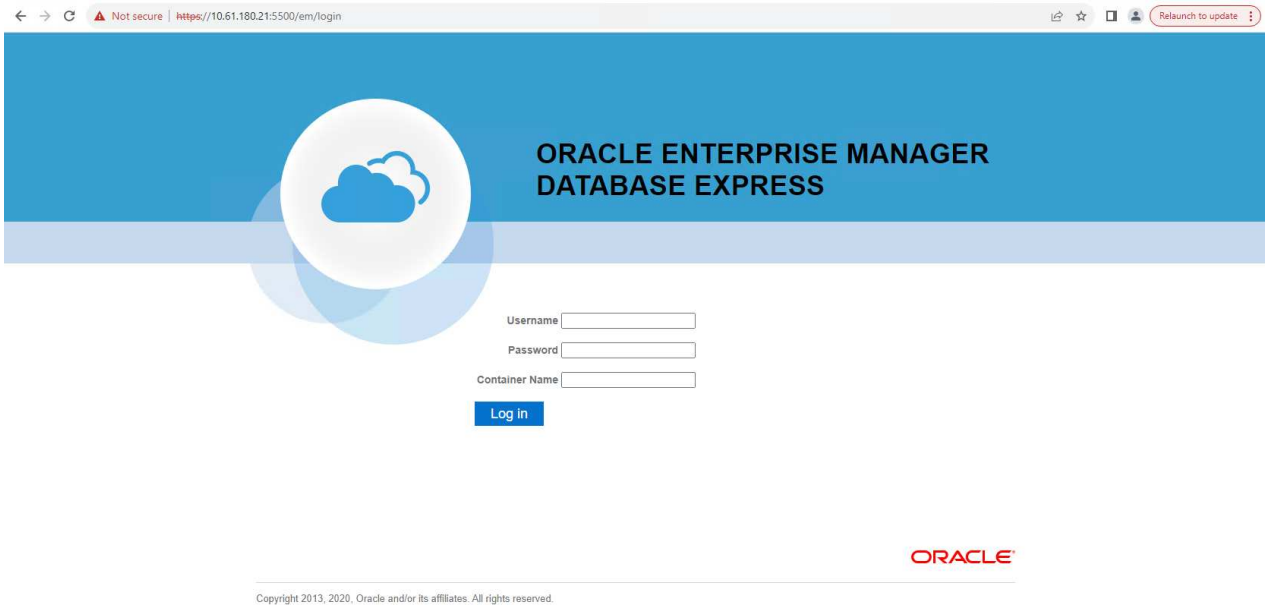 Not secure https://10.61.180.21:5500/em/login Relaunch to update
ORACLE ENTERPRISE MANAGER
DATABASE EXPRESS
Username
Password
Container Name
Log in
ORACLE
Copyright 2013, 2020, Oracle and/or its affiliates. All rights reserved.